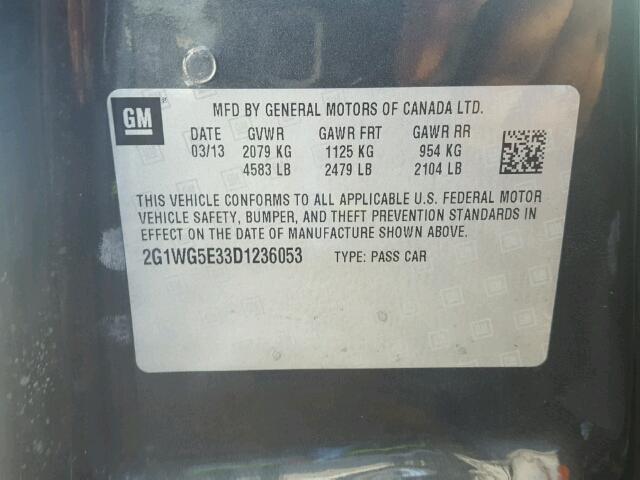 GM
MFD BY GENERAL MOTORS OF CANADA LTD.
DATE GVWR GAWR FRT GAWR RR
03/13 2079 KG 1125 KG 954 KG
4583 LB 2479 LB 2104 LB
THIS VEHICLE CONFORMS TO ALL APPLICABLE U.S. FEDERAL MOTOR
VEHICLE SAFETY, BUMPER, AND THEFT PREVENTION STANDARDS IN
EFFECT ON THE DATE OF MANUFACTURE SHOWN ABOVE.
2G1WG5E33D1236053 TYPE: PASS CAR